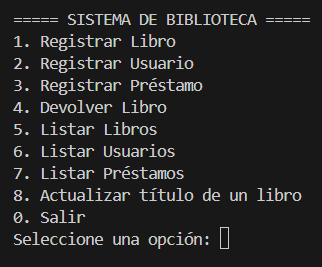 ===== SISTEMA DE BIBLIOTECA =====
1. Registrar Libro
2. Registrar Usuario
3. Registrar Préstamo
4. Devolver Libro
5. Listar Libros
6. Listar Usuarios
7. Listar Préstamos
8. Actualizar título de un libro
0. Salir
Seleccione una opción: